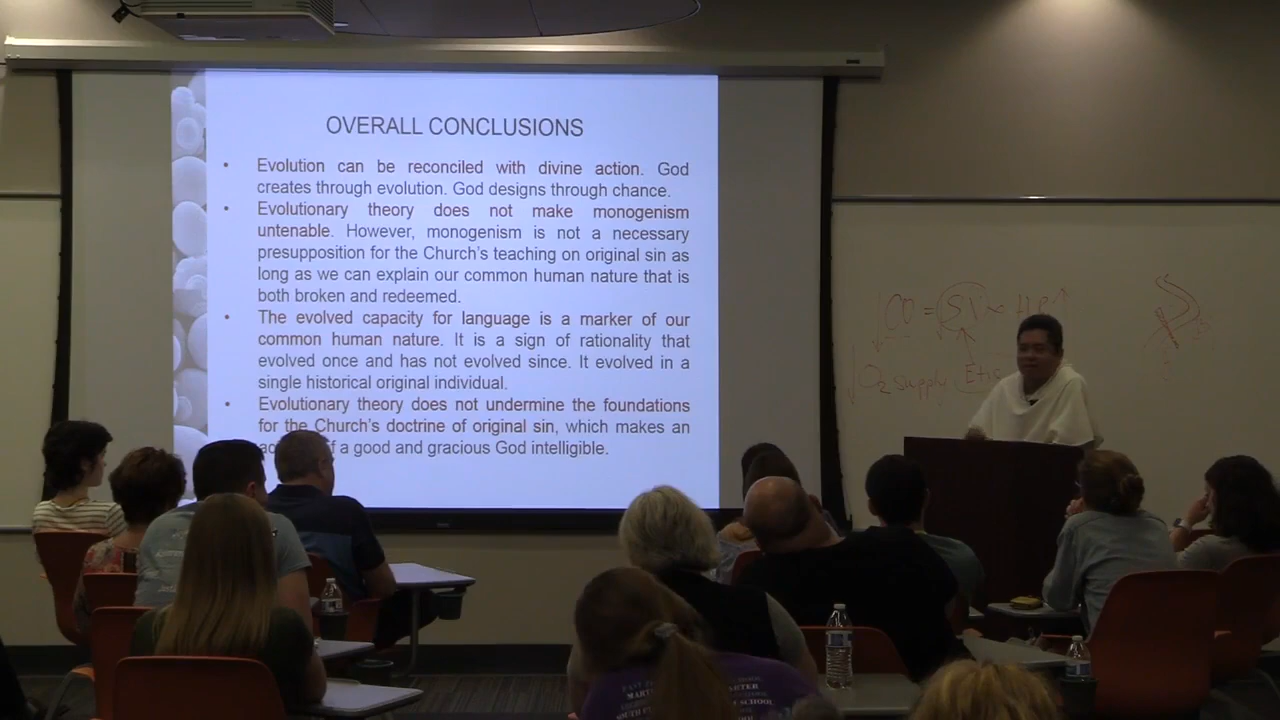 OVERALL CONCLUSIONS
• Evolution can be reconciled with divine action. God
creates through evolution. God designs through chance.
• Evolutionary theory does not make monogenism
untenable. However, monogenism is not a necessary
presupposition for the Church's teaching on original sin as
long as we can explain our common human nature that is
both broken and redeemed.
• The evolved capacity for language is a marker of our
common human nature. It is a sign of rationality that
evolved once and has not evolved since. It evolved in a
single historical original individual.
• Evolutionary theory does not undermine the foundations
for the Church's doctrine of original sin, which makes an
a good and gracious God intelligible.
CO = SV × HR↑
↓O₂ supply